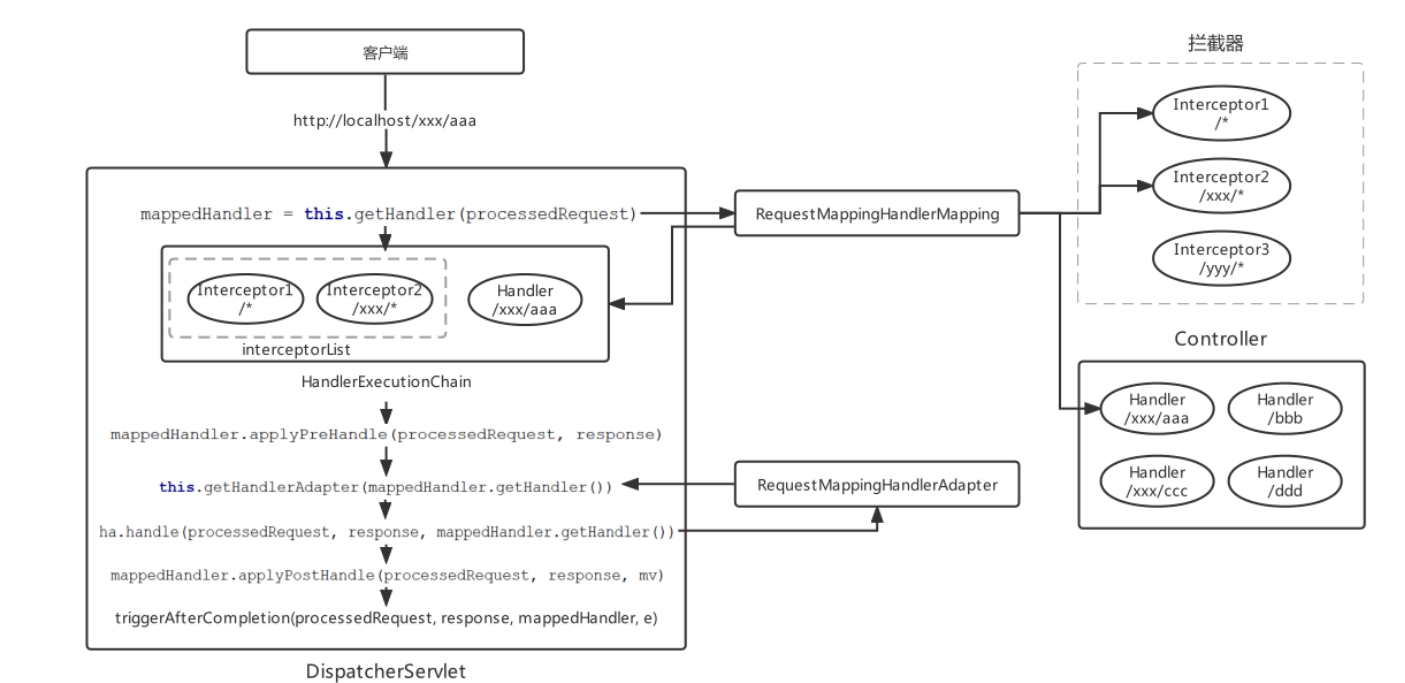 客户端
http://localhost/xxx/aaa
mappedHandler = this.getHandler(processedRequest)
Interceptor1
/*
Interceptor2
/xxx/*
Handler
/xxx/aaa
interceptorList
HandlerExecutionChain
mappedHandler.applyPreHandle(processedRequest, response)
this.getHandlerAdapter(mappedHandler.getHandler())
ha.handle(processedRequest, response, mappedHandler.getHandler())
mappedHandler.applyPostHandle(processedRequest, response, mv)
triggerAfterCompletion(processedRequest, response, mappedHandler, e)
DispatcherServlet
RequestMappingHandlerMapping
RequestMappingHandlerAdapter
拦截器
Interceptor1
/*
Interceptor2
/xxx/*
Interceptor3
/yyy/*
Controller
Handler
/xxx/aaa
Handler
/bbb
Handler
/xxx/ccc
Handler
/ddd